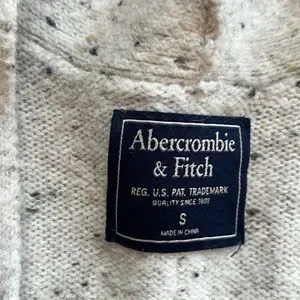 Abercrombie
& Fitch
REG. U.S. PAT. TRADEMARK
QUALITY SINCE 1892
S
MADE IN CHINA